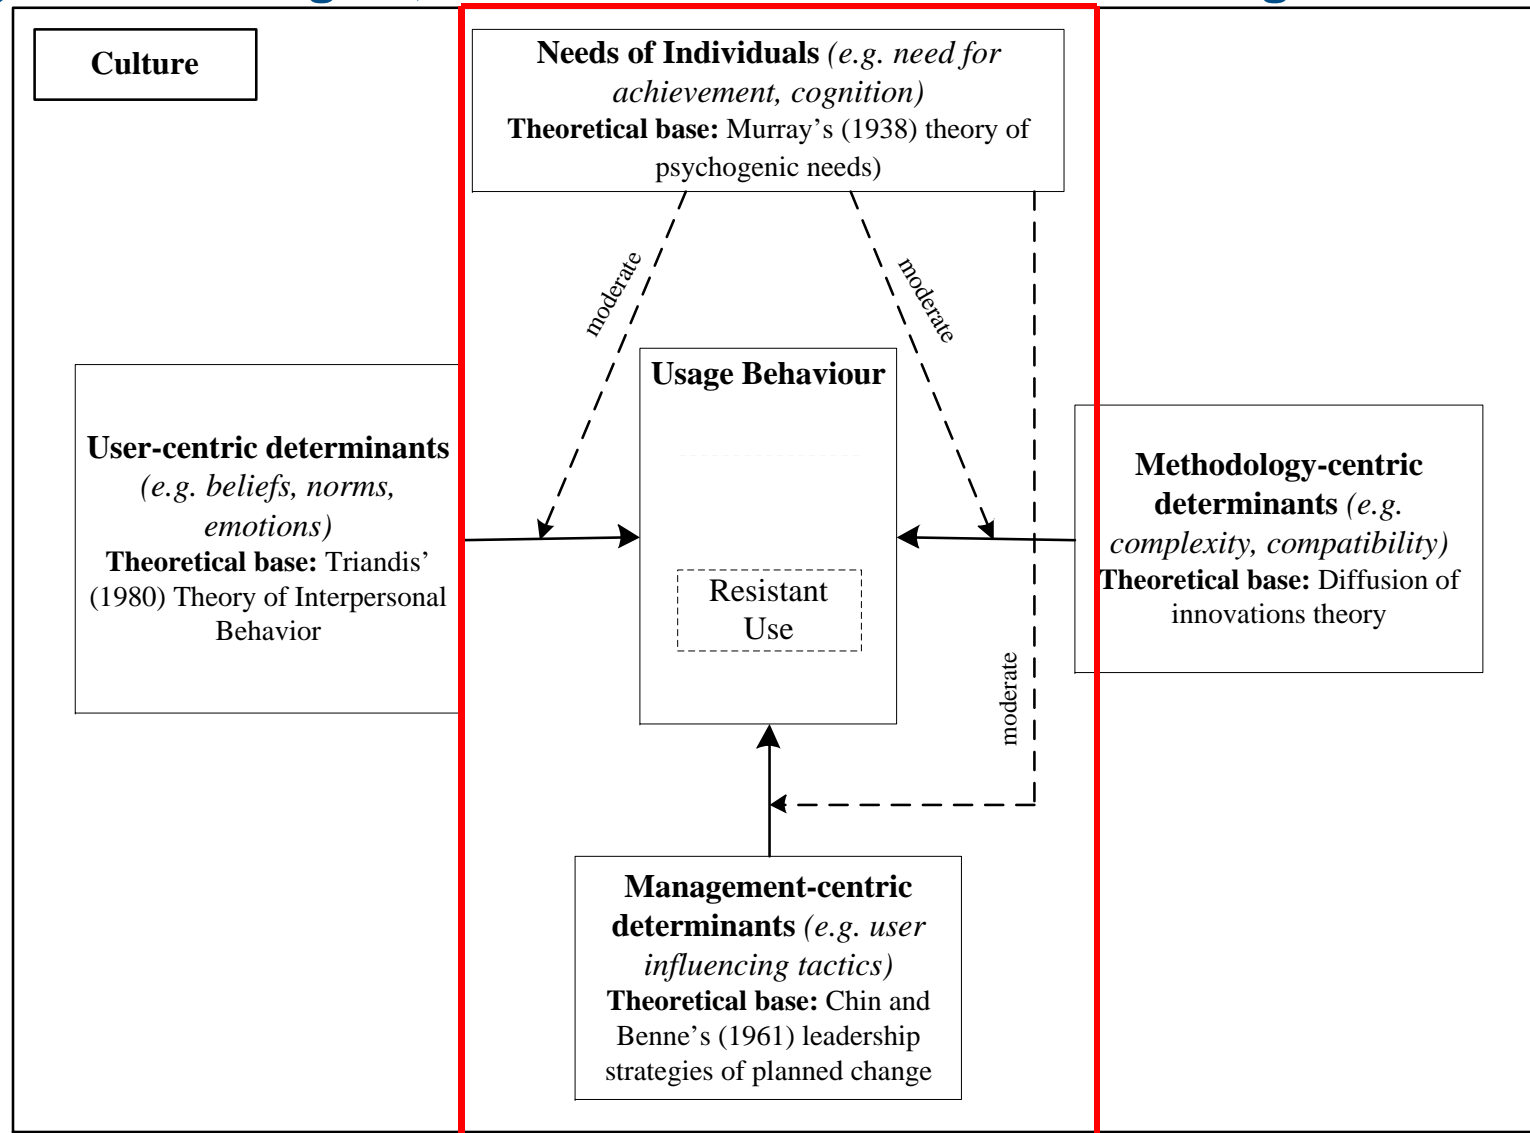 Culture
Needs of Individuals (e.g. need for
achievement, cognition)
Theoretical base: Murray’s (1938) theory of
psychogenic needs)
moderate
moderate
Usage Behaviour
User-centric determinants
(e.g. beliefs, norms,
emotions)
Theoretical base: Triandis’
(1980) Theory of Interpersonal
Behavior
Methodology-centric
determinants (e.g.
complexity, compatibility)
Theoretical base: Diffusion of
innovations theory
Resistant
Use
moderate
Management-centric
determinants (e.g. user
influencing tactics)
Theoretical base: Chin and
Benne’s (1961) leadership
strategies of planned change